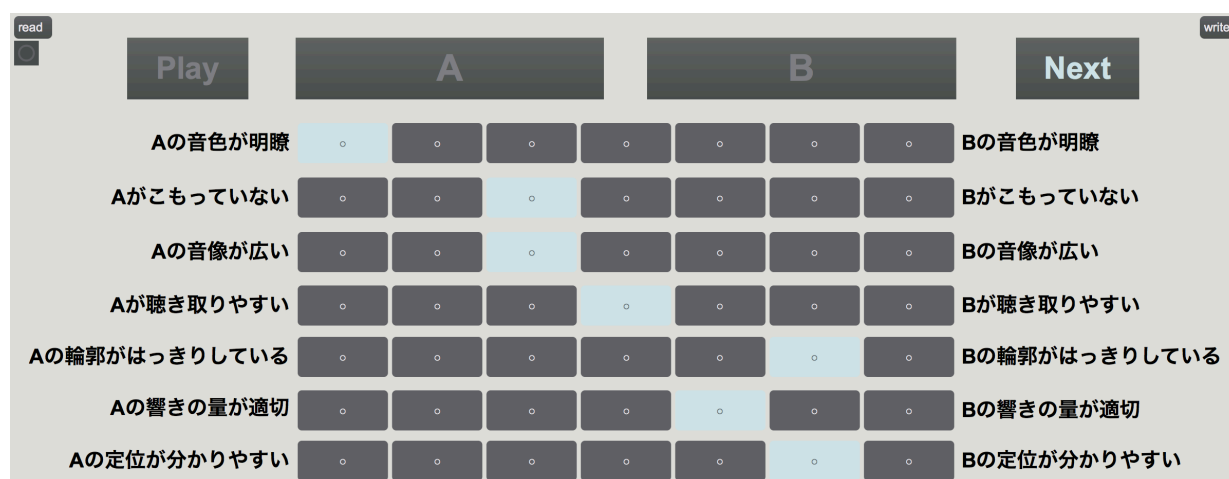 read write
Play A B Next
Aの音色が明瞭 Bの音色が明瞭
Aがこもっていない Bがこもっていない
Aの音像が広い Bの音像が広い
Aが聴き取りやすい Bが聴き取りやすい
Aの輪郭がはっきりしている Bの輪郭がはっきりしている
Aの響きの量が適切 Bの響きの量が適切
Aの定位が分かりやすい Bの定位が分かりやすい